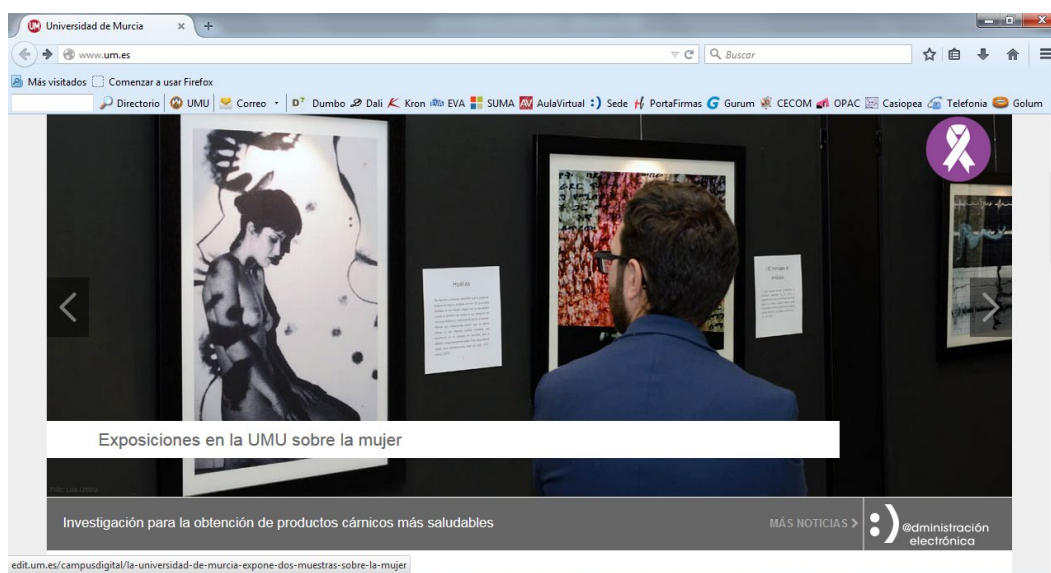 Universidad de Murcia
www.um.es
Buscar
Más visitados Comenzar a usar Firefox
Directorio UMU Correo Dumbo Dali Kron EVA SUMA AulaVirtual Sede PortaFirmas Gurum CECOM OPAC Casiopea Telefonia Golum
Huellas
Exposiciones en la UMU sobre la mujer
Investigación para la obtención de productos cárnicos más saludables
MÁS NOTICIAS >
:) @dministración
electrónica
edit.um.es/campusdigital/la-universidad-de-murcia-expone-dos-muestras-sobre-la-mujer